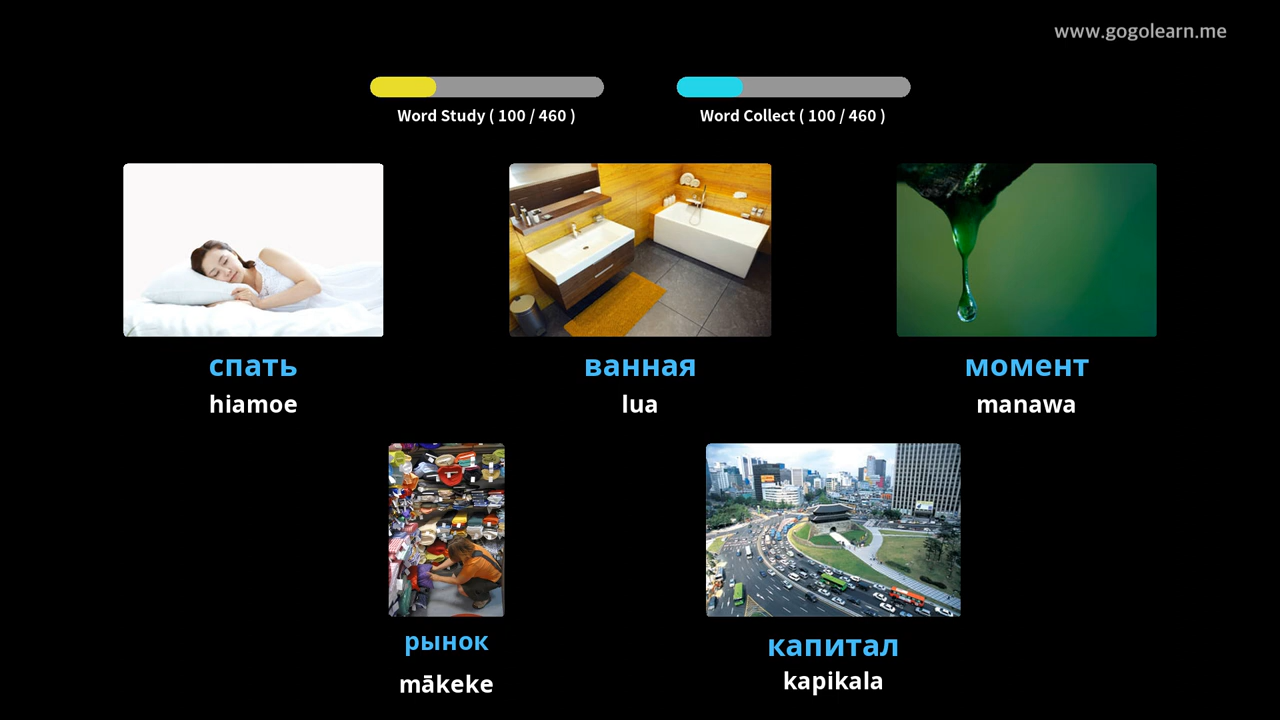 www.gogolearn.me
Word Study ( 100 / 460 )
Word Collect ( 100 / 460 )
спать
hiamoe
ванная
lua
момент
manawa
рынок
mākeke
капитал
kapikala